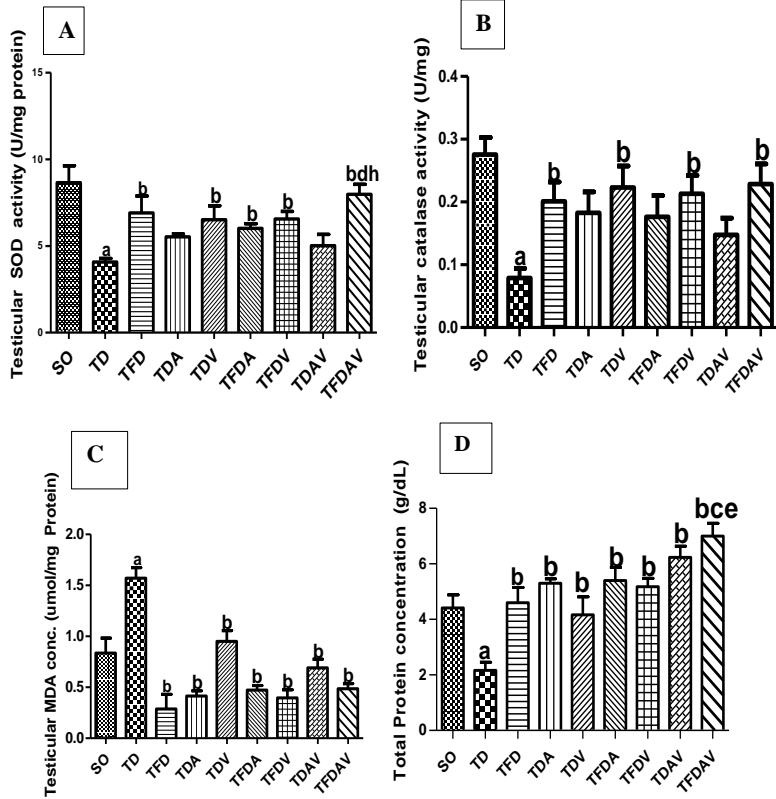 A
Testicular SOD activity (U/mg protein)
15
10
5
0
a
b
b
b
b
bdh
SO TD TFD TDA TDV TFDA TFDV TDAV TFDAV
B
Testicular catalase activity (U/mg)
0.4
0.3
0.2
0.1
0.0
a
b
b
b
b
SO TD TFD TDA TDV TFDA TFDV TDAV TFDAV
C
Testicular MDA conc. (umol/mg Protein)
2.0
1.5
1.0
0.5
0.0
a
b
b
b
b
b
b
b
SO TD TFD TDA TDV TFDA TFDV TDAV TFDAV
D
Total Protein concentration (g/dL)
8
6
4
2
0
a
b
b
b
b
b
b
bce
SO TD TFD TDA TDV TFDA TFDV TDAV TFDAV